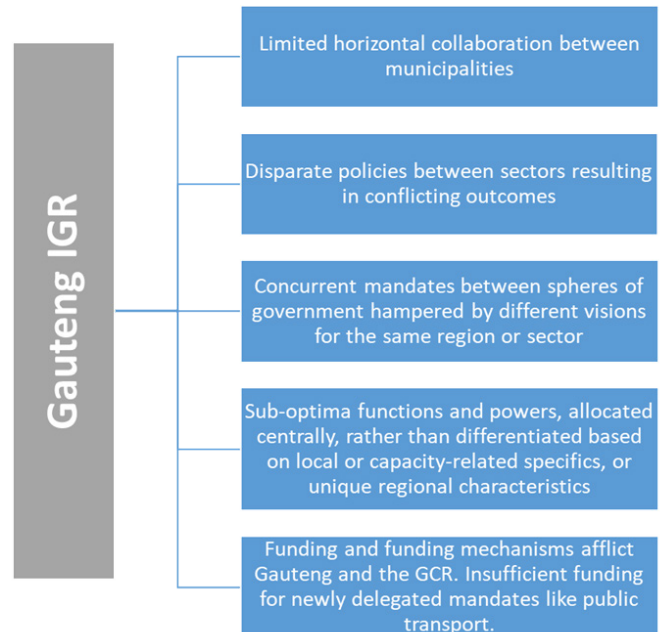 Gauteng IGR
Limited horizontal collaboration between
municipalities
Disparate policies between sectors resulting
in conflicting outcomes
Concurrent mandates between spheres of
government hampered by different visions
for the same region or sector
Sub-optima functions and powers, allocated
centrally, rather than differentiated based
on local or capacity-related specifics, or
unique regional characteristics
Funding and funding mechanisms afflict
Gauteng and the GCR. Insufficient funding
for newly delegated mandates like public
transport.